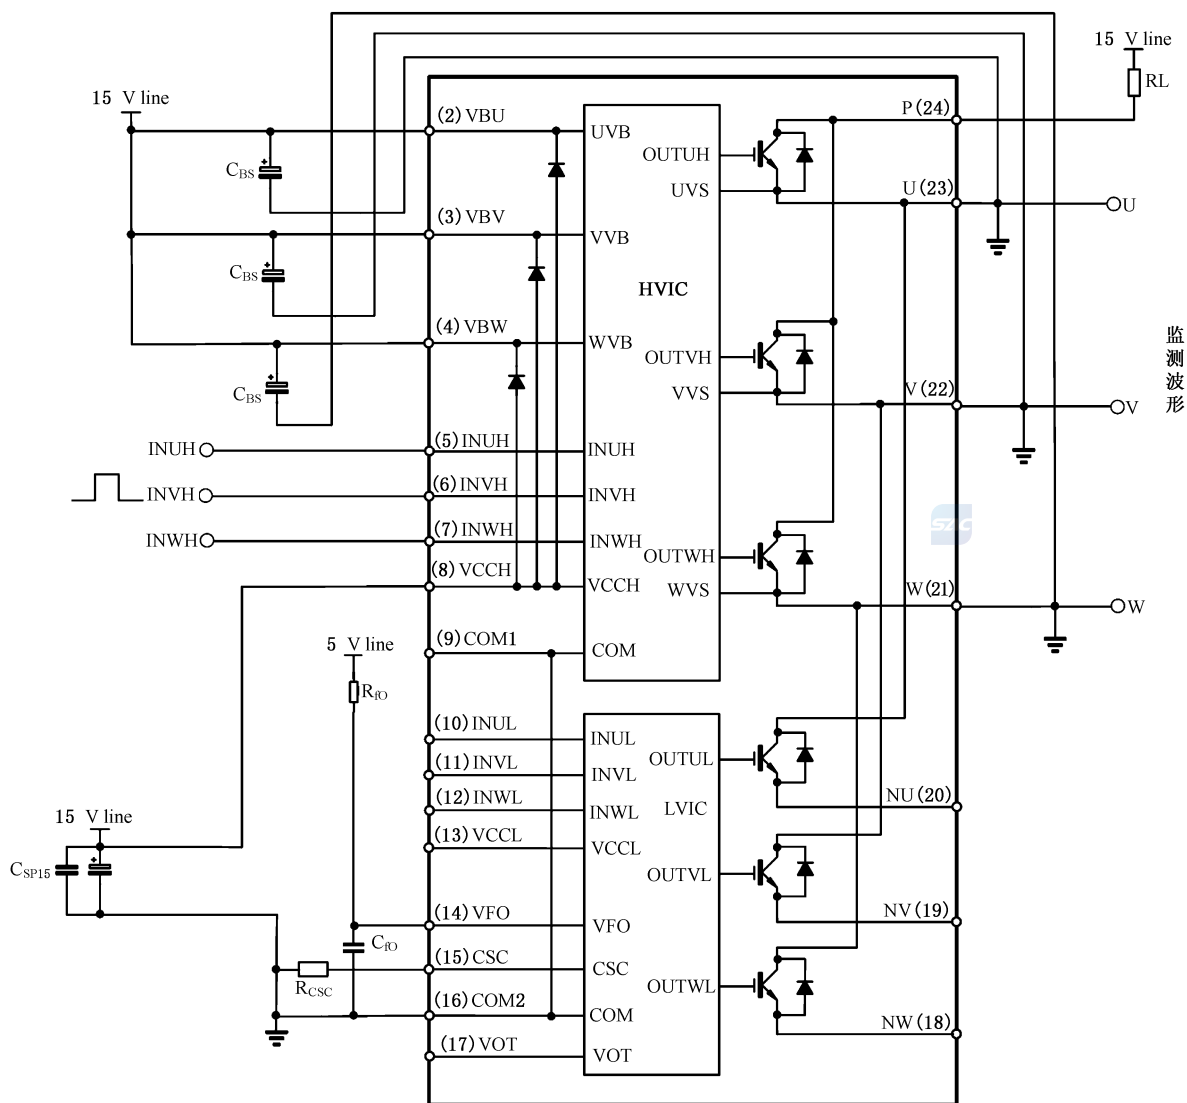 15 V line
15 V line
RL
(2) VBU
UVB
P (24)
OUTUH
UVS
CBS
U (23)
U
(3) VBV
VVB
CBS
HVIC
(4) VBW
WVB
OUTVH
VVS
V (22)
V
监测波形
CBS
INUH
(5) INUH
INUH
INVH
(6) INVH
INVH
SZC
INWH
(7) INWH
INWH
OUTWH
(8) VCCH
VCCH
WVS
W (21)
W
5 V line
(9) COM1
COM
RfO
(10) INUL
INUL
OUTUL
(11) INVL
INVL
(12) INWL
INWL
LVIC
NU (20)
15 V line
(13) VCCL
VCCL
CSP15
OUTVL
(14) VFO
VFO
NV (19)
CfO
(15) CSC
CSC
RCSC
OUTWL
(16) COM2
COM
NW (18)
(17) VOT
VOT